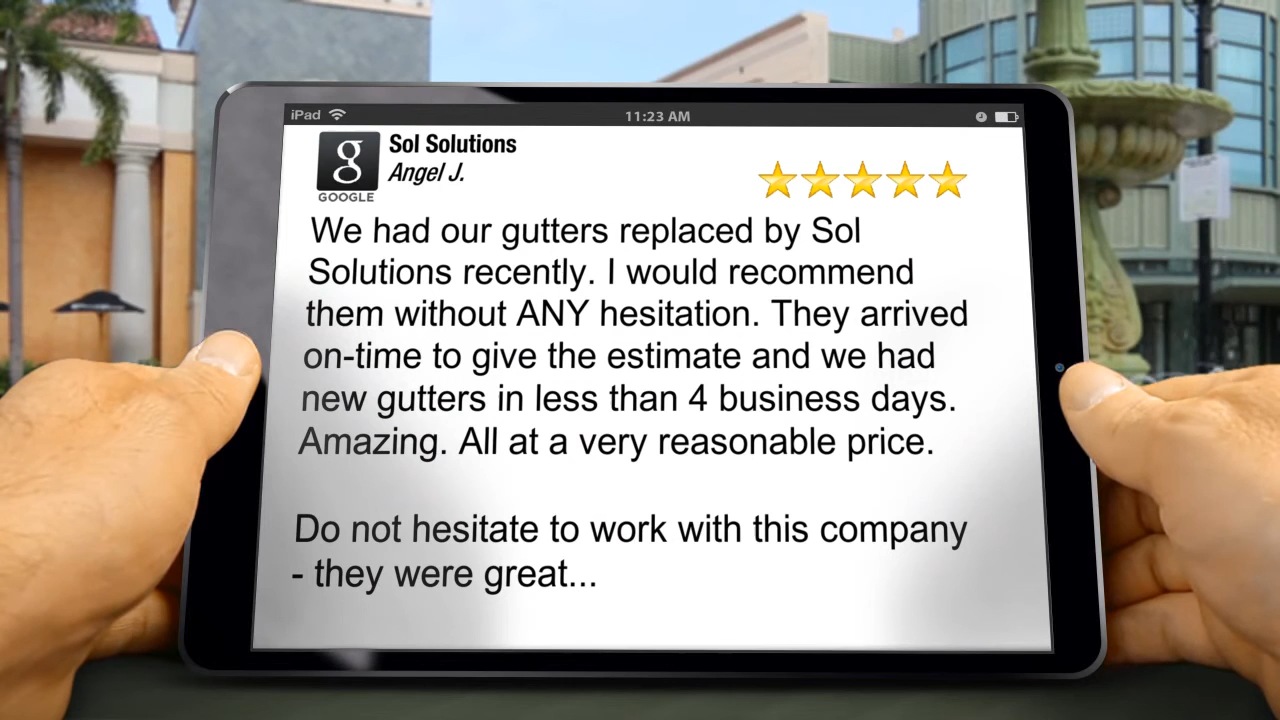 iPad 11:23 AM
g
GOOGLE
Sol Solutions
Angel J.
We had our gutters replaced by Sol
Solutions recently. I would recommend
them without ANY hesitation. They arrived
on-time to give the estimate and we had
new gutters in less than 4 business days.
Amazing. All at a very reasonable price.
Do not hesitate to work with this company
- they were great...